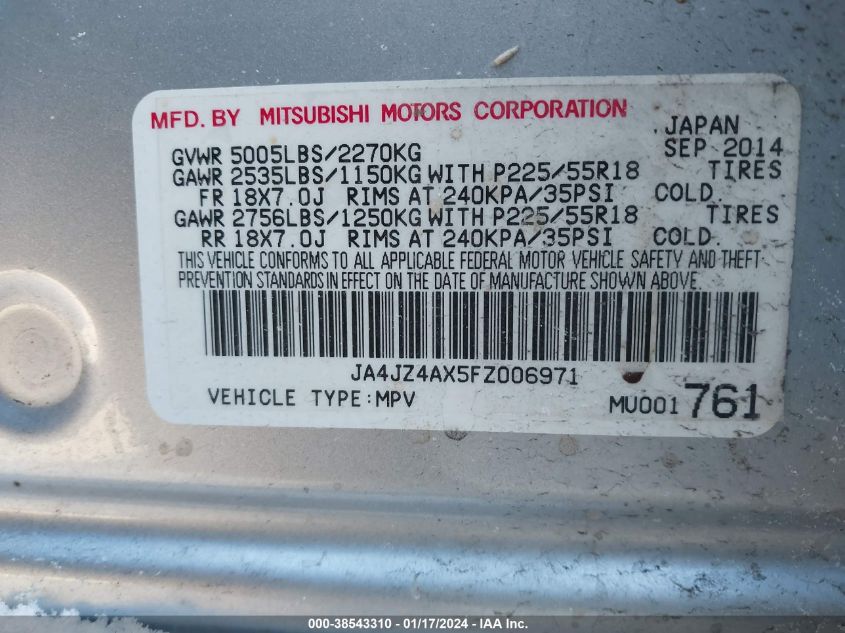 MFD. BY MITSUBISHI MOTORS CORPORATION
JAPAN
GVWR 5005LBS/2270KG SEP 2014
GAWR 2535LBS/1150KG WITH P225/55R18 TIRES
FR 18X7.0J RIMS AT 240KPA/35PSI COLD.
GAWR 2756LBS/1250KG WITH P225/55R18 TIRES
RR 18X7.0J RIMS AT 240KPA/35PSI COLD.
THIS VEHICLE CONFORMS TO ALL APPLICABLE FEDERAL MOTOR VEHICLE SAFETY AND THEFT
PREVENTION STANDARDS IN EFFECT ON THE DATE OF MANUFACTURE SHOWN ABOVE.
JA4JZ4AX5FZ006971
VEHICLE TYPE:MPV MU001 761
000-38543310 - 01/17/2024 - IAAI.COM